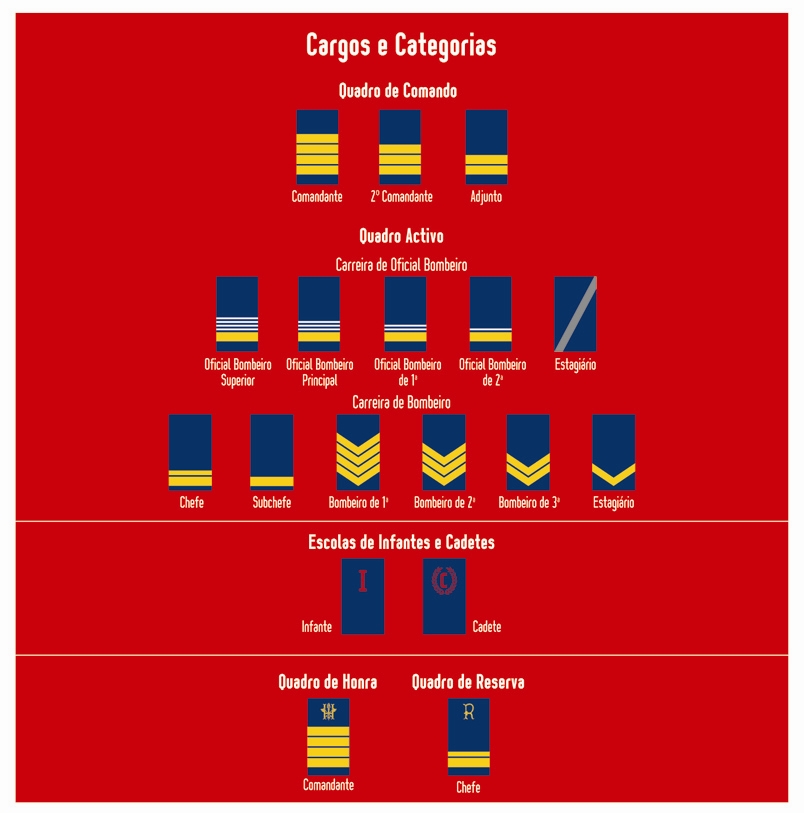 Cargos e Categorias
Quadro de Comando
Comandante
2º Comandante
Adjunto
Quadro Activo
Carreira de Oficial Bombeiro
Oficial Bombeiro
Superior
Oficial Bombeiro
Principal
Oficial Bombeiro
de 1ª
Oficial Bombeiro
de 2ª
Estagiário
Carreira de Bombeiro
Chefe
Subchefe
Bombeiro de 1ª
Bombeiro de 2ª
Bombeiro de 3ª
Estagiário
Escolas de Infantes e Cadetes
I
C
Infante
Cadete
Quadro de Honra
Quadro de Reserva
H
R
Comandante
Chefe